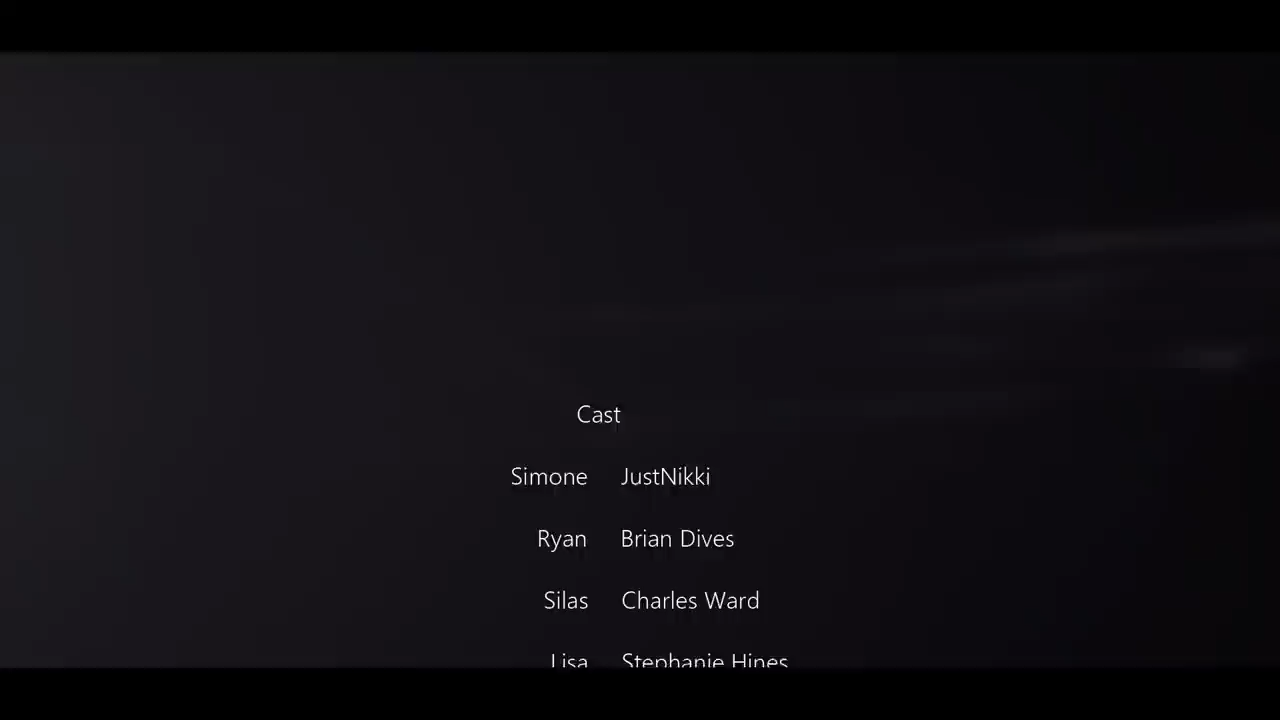 Cast
Simone JustNikki
Ryan Brian Dives
Silas Charles Ward
Lisa Stephanie Hines